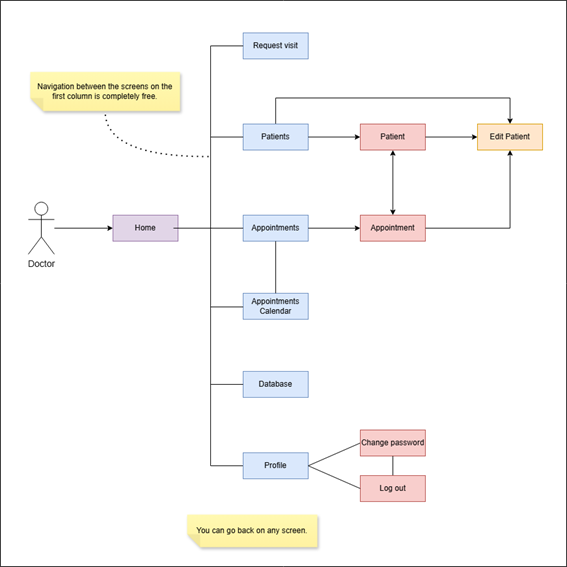 Request visit
Navigation between the screens on the
first column is completely free.
Patients
Patient
Edit Patient
Home
Appointments
Appointment
Doctor
Appointments
Calendar
Database
Change password
Profile
Log out
You can go back on any screen.